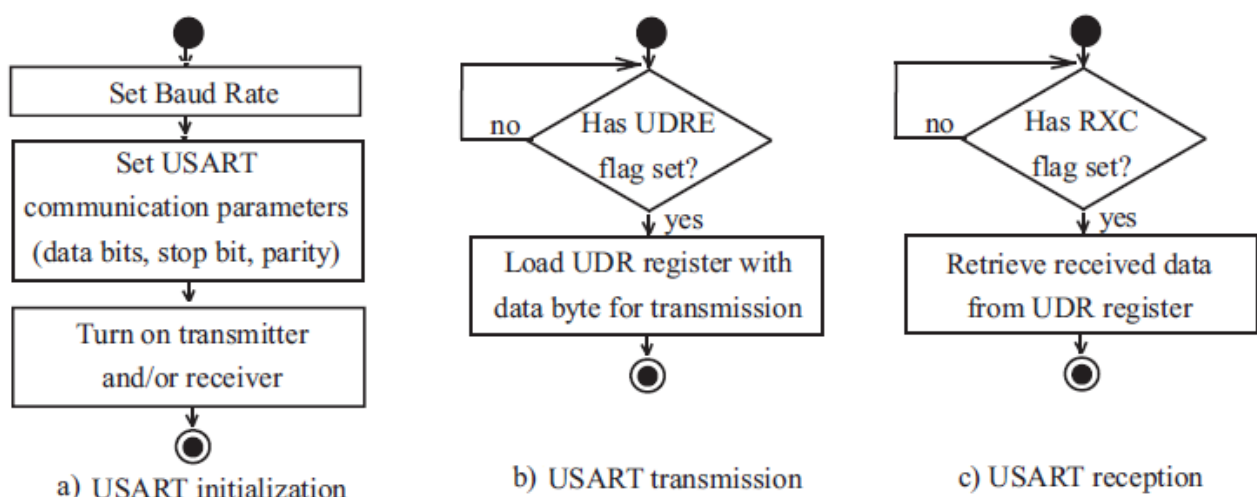 Set Baud Rate
Set USART
communication parameters
(data bits, stop bit, parity)
Turn on transmitter
and/or receiver
a) USART initialization
Has UDRE
flag set?
no
yes
Load UDR register with
data byte for transmission
b) USART transmission
Has RXC
flag set?
no
yes
Retrieve received data
from UDR register
c) USART reception